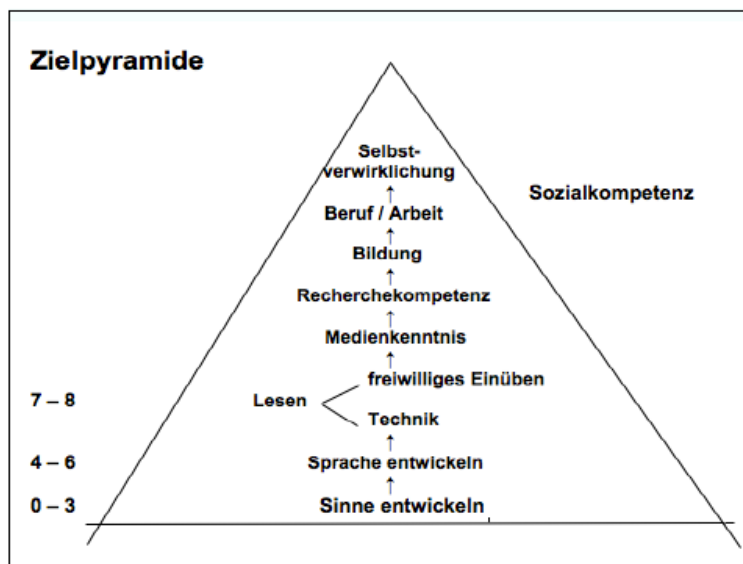 Zielpyramide
Selbst-
verwirklichung
Sozialkompetenz
Beruf / Arbeit
↑
Bildung
↑
Recherchekompetenz
↑
Medienkenntnis
↑
freiwilliges Einüben
7 – 8
Lesen
Technik
↑
4 – 6
Sprache entwickeln
↑
0 – 3
Sinne entwickeln